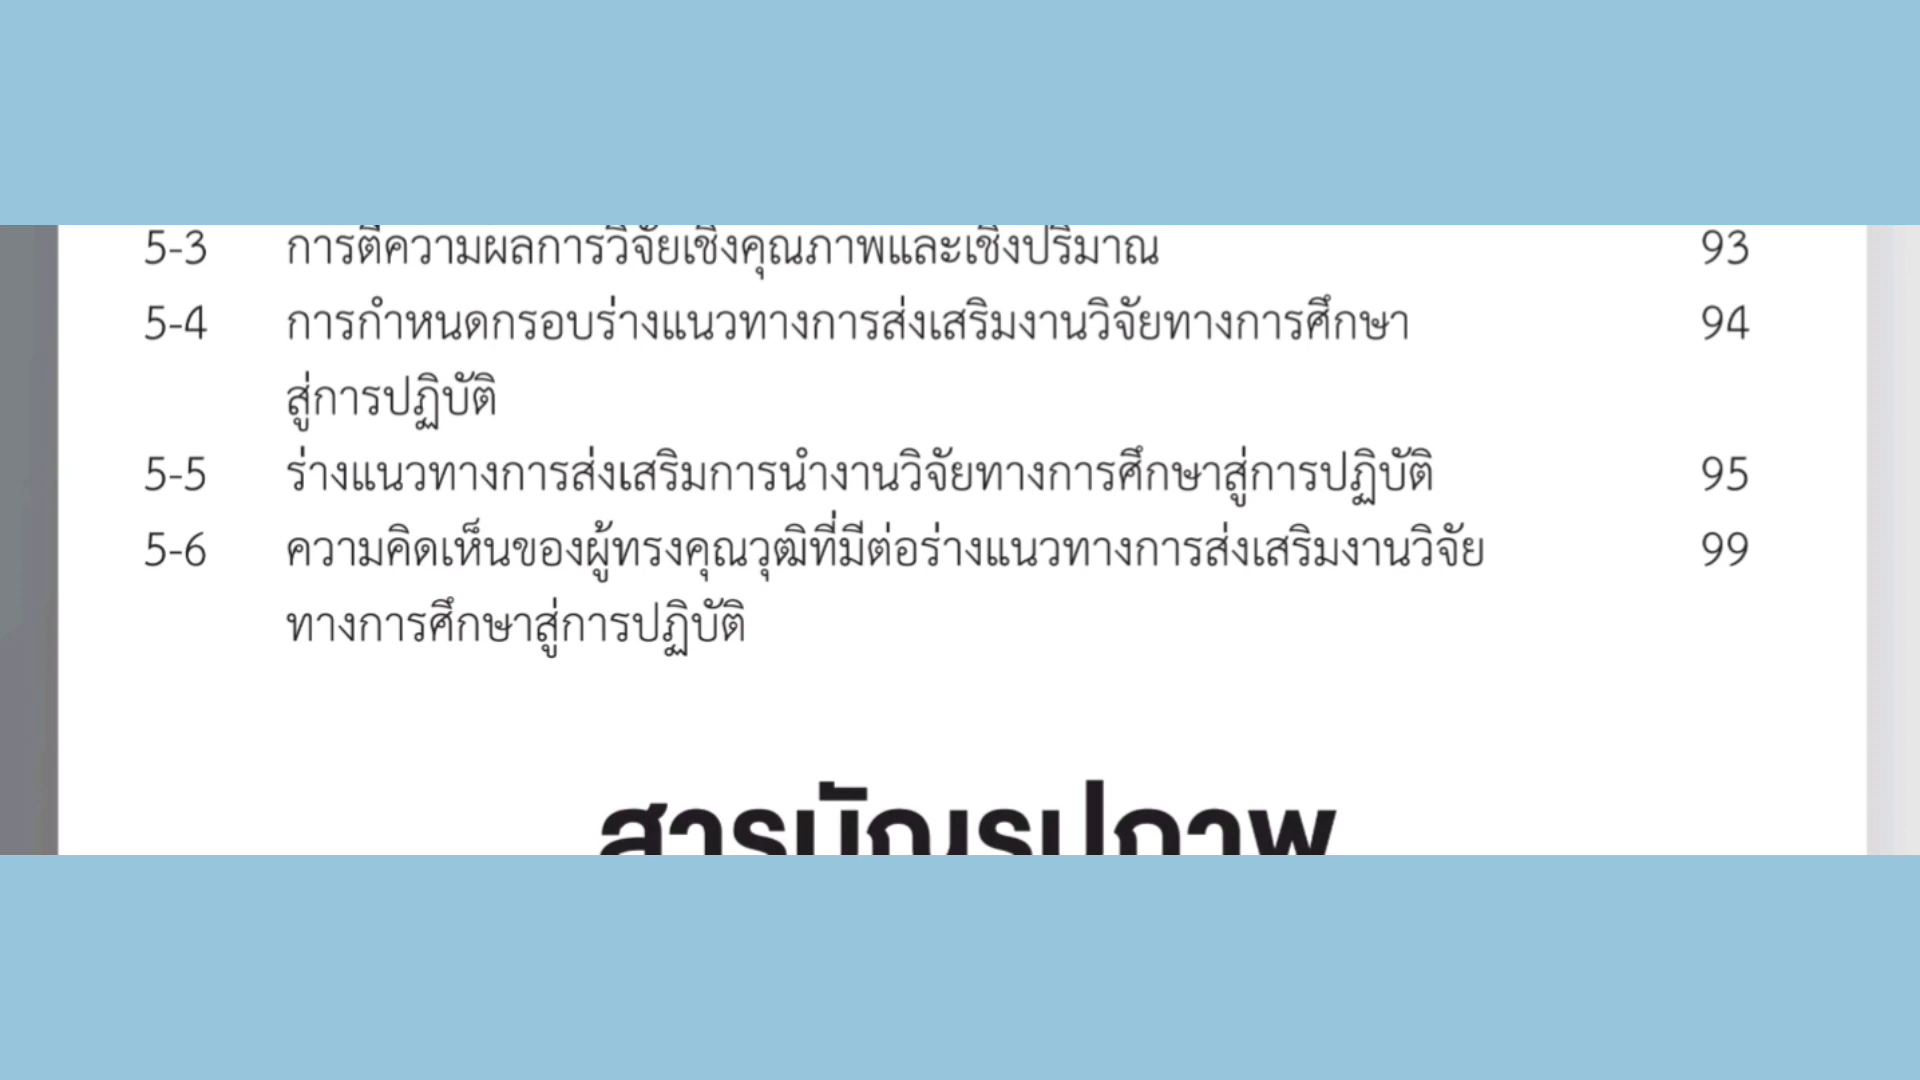 5-3 การตีความผลการวิจัยเชิงคุณภาพและเชิงปริมาณ 93
5-4 การกำหนดกรอบร่างแนวทางการส่งเสริมงานวิจัยทางการศึกษา 94
สู่การปฏิบัติ
5-5 ร่างแนวทางการส่งเสริมการนำงานวิจัยทางการศึกษาสู่การปฏิบัติ 95
5-6 ความคิดเห็นของผู้ทรงคุณวุฒิที่มีต่อร่างแนวทางการส่งเสริมงานวิจัย 99
ทางการศึกษาสู่การปฏิบัติ
สารบัญรูปภาพ